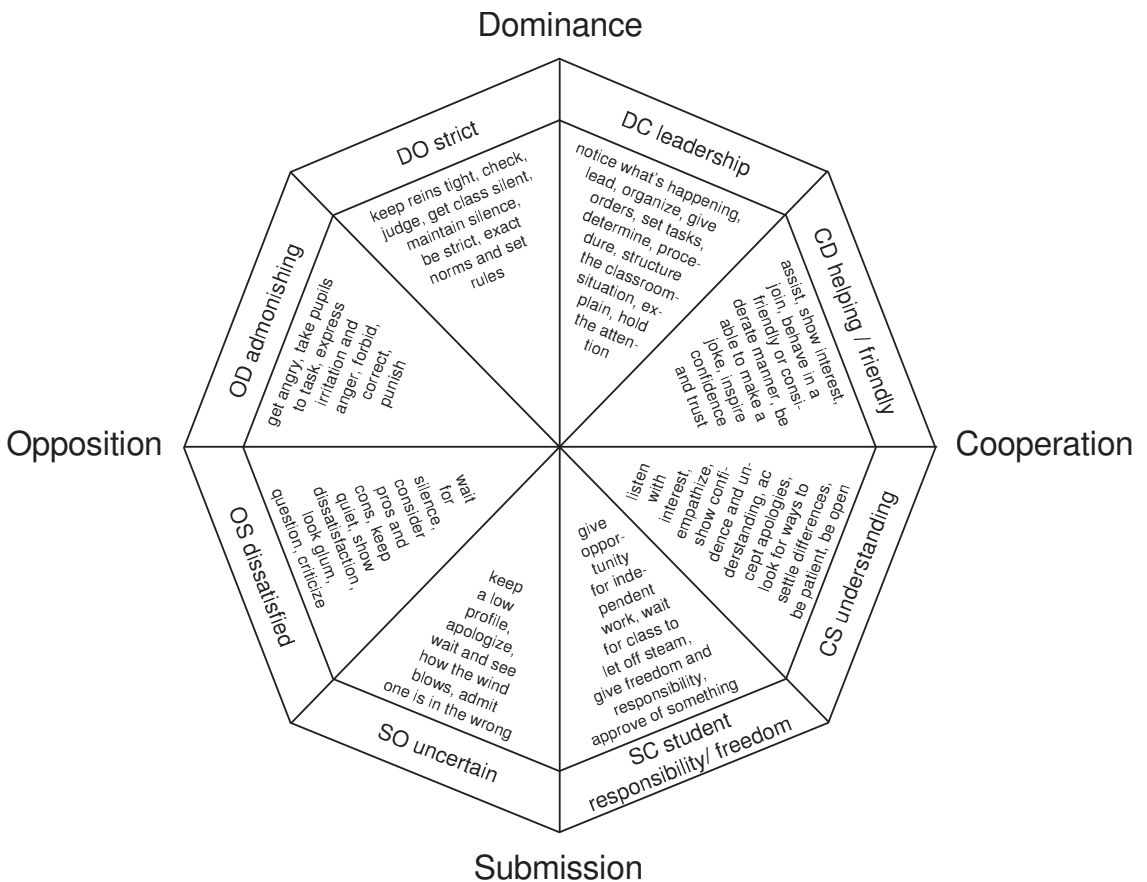 Dominance
DO strict
keep reins tight, check,
judge, get class silent,
maintain silence,
be strict, exact
norms and set
rules
DC leadership
notice what's happening,
lead, organize, give
orders, set tasks,
determine, proce-
dure, structure
the classroom-
situation, ex-
plain, hold
the atten-
tion
OD admonishing
get angry, take pupils
to task, express
irritation and
anger, forbid,
correct,
punish
CD helping / friendly
assist, show interest,
join, behave in a
friendly or consi-
derate manner, be
able to make a
joke, inspire
confidence
and trust
Opposition
Cooperation
OS dissatisfied
wait
for
silence,
consider
pros and
cons, keep
quiet, show
dissatisfaction,
look glum,
question, criticize
CS understanding
listen
with
interest,
empathize,
show confi-
dence and un-
derstanding, ac
cept apologies,
look for ways to
settle differences,
be patient, be open
SO uncertain
keep
a low
profile,
apologize,
wait and see
how the wind
blows, admit
one is in the wrong
give
oppor-
tunity
for inde-
pendent
work, wait
for class to
let off steam,
give freedom and
responsibility,
approve of something
SC student
responsibility/ freedom
Submission